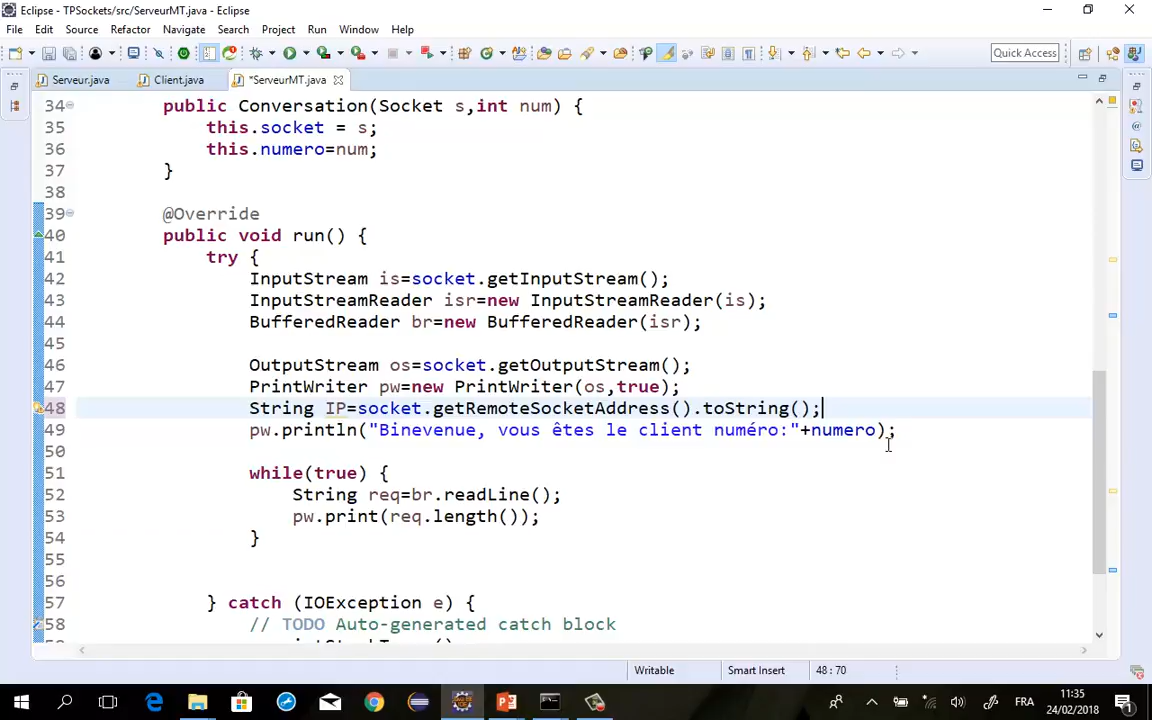 Eclipse - TPSockets/src/ServeurMT.java - Eclipse
File Edit Source Refactor Navigate Search Project Run Window Help
Quick Access
Serveur.java Client.java *ServeurMT.java
34 public Conversation(Socket s,int num) {
35 this.socket = s;
36 this.numero=num;
37 }
38
39 @Override
40 public void run() {
41 try {
42 InputStream is=socket.getInputStream();
43 InputStreamReader isr=new InputStreamReader(is);
44 BufferedReader br=new BufferedReader(isr);
45
46 OutputStream os=socket.getOutputStream();
47 PrintWriter pw=new PrintWriter(os,true);
48 String IP=socket.getRemoteSocketAddress().toString();
49 pw.println("Binevenue, vous êtes le client numéro:"+numero);
50
51 while(true) {
52 String req=br.readLine();
53 pw.print(req.length());
54 }
55
56
57 } catch (IOException e) {
58 // TODO Auto-generated catch block
Writable Smart Insert 48 : 70
FRA 11:35
24/02/2018